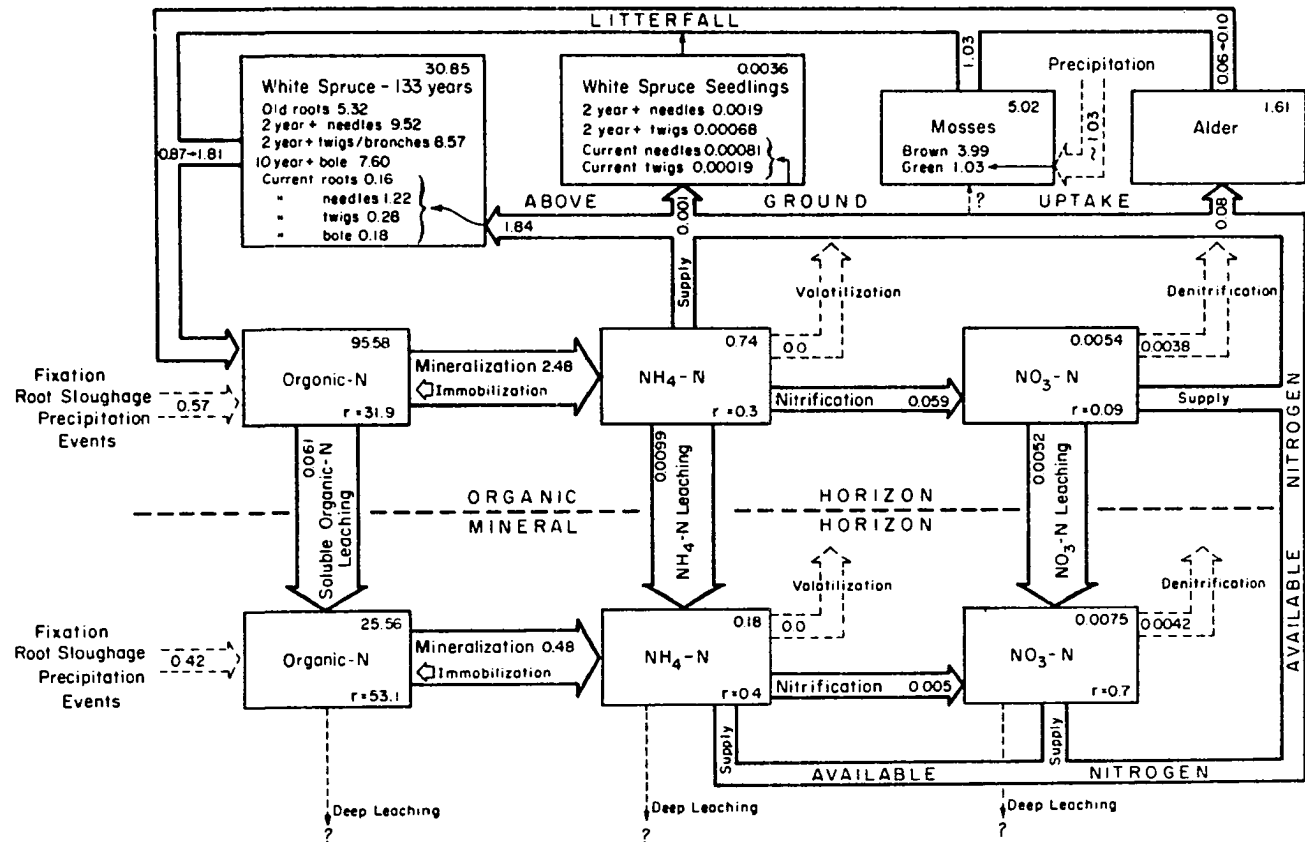 LITTERFALL
30.85
White Spruce - 133 years
Old roots 5.32
2 year + needles 9.52
2 year + twigs/branches 8.57
10 year + bole 7.60
Current roots 0.16
" needles 1.22
" twigs 0.28
" bole 0.18
0.0036
White Spruce Seedlings
2 year + needles 0.0019
2 year + twigs 0.00068
Current needles 0.00081
Current twigs 0.00019
1.03
5.02
Mosses
Brown 3.99
Green 1.03
Precipitation
~1.03
0.06→0.10
1.61
Alder
0.87→1.81
ABOVE GROUND UPTAKE
1.84
0.001
?
0.08
Supply
Volatilization
Denitrification
95.58
Organic-N
r = 31.9
Mineralization 2.48
Immobilization
0.74
NH4-N
r = 0.3
0.0
Nitrification 0.059
0.0054
NO3-N
r = 0.09
0.0038
Supply
Fixation
Root Sloughage
Precipitation
Events
0.57
0.061
Soluble Organic-N
Leaching
0.0099
NH4-N Leaching
0.0052
NO3-N Leaching
ORGANIC HORIZON
MINERAL HORIZON
AVAILABLE NITROGEN
Volatilization
Denitrification
Fixation
Root Sloughage
Precipitation
Events
0.42
25.56
Organic-N
r = 53.1
Mineralization 0.48
Immobilization
0.18
NH4-N
r = 0.4
0.0
Nitrification 0.005
0.0075
NO3-N
r = 0.7
0.0042
Supply
Supply
AVAILABLE NITROGEN
Deep Leaching
?
Deep Leaching
?
Deep Leaching
?